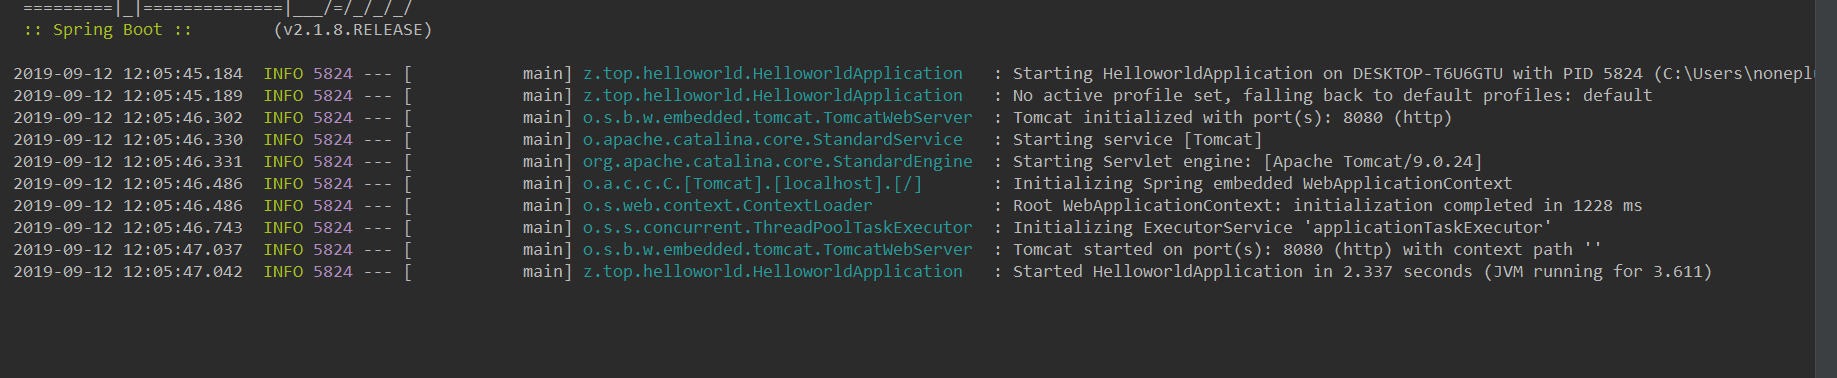 =========|_|==============|___/=/_/_/_/
:: Spring Boot ::        (v2.1.8.RELEASE)
2019-09-12 12:05:45.184  INFO 5824 --- [           main] z.top.helloworld.HelloworldApplication   : Starting HelloworldApplication on DESKTOP-T6U6GTU with PID 5824 (C:\Users\nonepl
2019-09-12 12:05:45.189  INFO 5824 --- [           main] z.top.helloworld.HelloworldApplication   : No active profile set, falling back to default profiles: default
2019-09-12 12:05:46.302  INFO 5824 --- [           main] o.s.b.w.embedded.tomcat.TomcatWebServer  : Tomcat initialized with port(s): 8080 (http)
2019-09-12 12:05:46.330  INFO 5824 --- [           main] o.apache.catalina.core.StandardService   : Starting service [Tomcat]
2019-09-12 12:05:46.331  INFO 5824 --- [           main] org.apache.catalina.core.StandardEngine  : Starting Servlet engine: [Apache Tomcat/9.0.24]
2019-09-12 12:05:46.486  INFO 5824 --- [           main] o.a.c.c.C.[Tomcat].[localhost].[/]       : Initializing Spring embedded WebApplicationContext
2019-09-12 12:05:46.486  INFO 5824 --- [           main] o.s.web.context.ContextLoader            : Root WebApplicationContext: initialization completed in 1228 ms
2019-09-12 12:05:46.743  INFO 5824 --- [           main] o.s.s.concurrent.ThreadPoolTaskExecutor  : Initializing ExecutorService 'applicationTaskExecutor'
2019-09-12 12:05:47.037  INFO 5824 --- [           main] o.s.b.w.embedded.tomcat.TomcatWebServer  : Tomcat started on port(s): 8080 (http) with context path ''
2019-09-12 12:05:47.042  INFO 5824 --- [           main] z.top.helloworld.HelloworldApplication   : Started HelloworldApplication in 2.337 seconds (JVM running for 3.611)